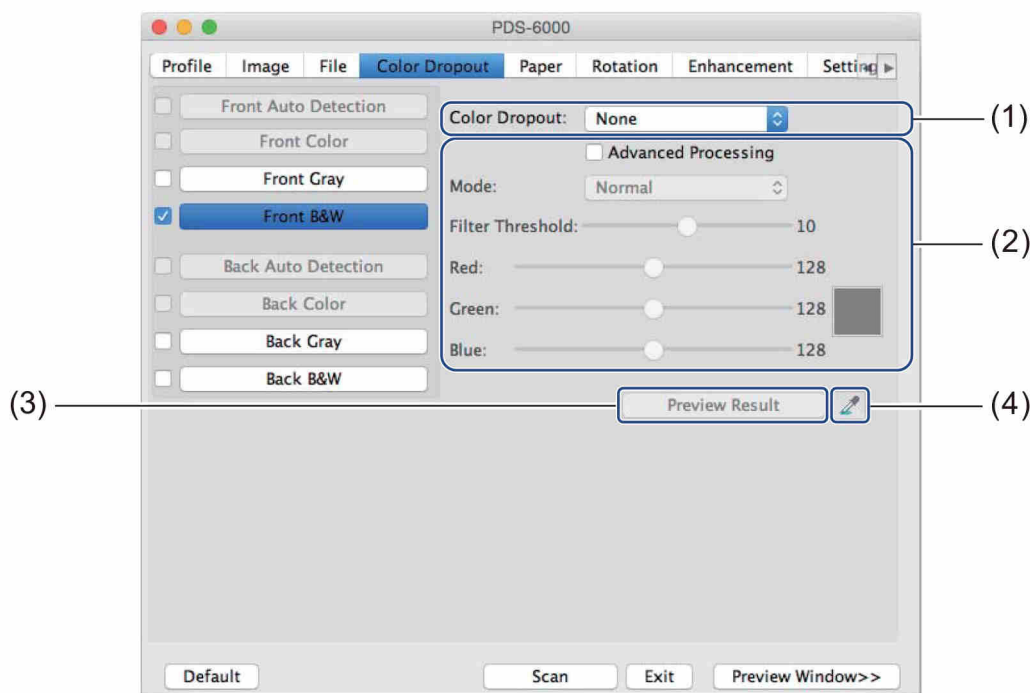 PDS-6000
Profile Image File Color Dropout Paper Rotation Enhancement Setting
Front Auto Detection
Front Color
Front Gray
Front B&W
Back Auto Detection
Back Color
Back Gray
Back B&W
Color Dropout: None
(1)
Advanced Processing
Mode: Normal
Filter Threshold: 10
(2)
Red: 128
Green: 128
Blue: 128
(3)
Preview Result
(4)
Default Scan Exit Preview Window>>